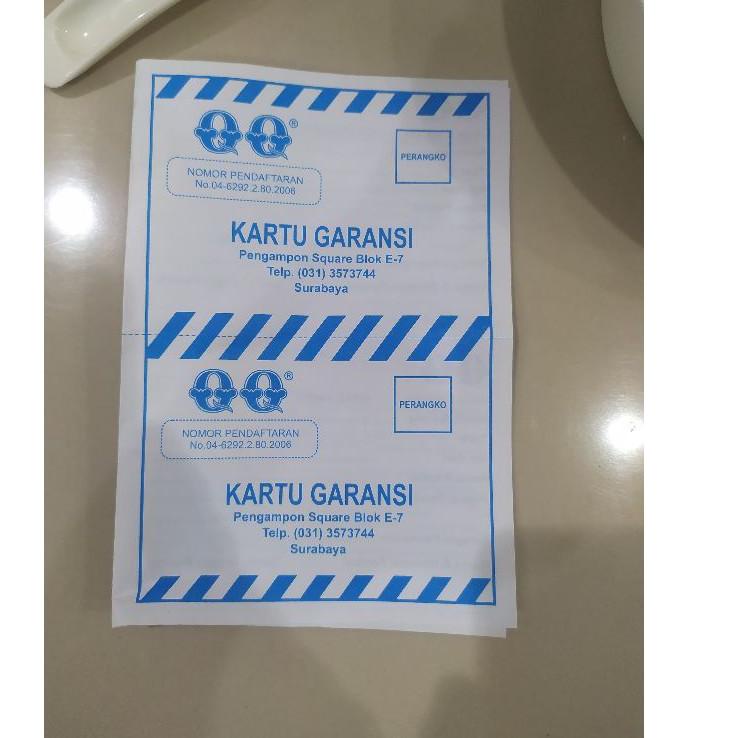 QQ®
PERANGKO
NOMOR PENDAFTARAN
No.04-6292.2.80.2006
KARTU GARANSI
Pengampon Square Blok E-7
Telp. (031) 3573744
Surabaya
QQ®
PERANGKO
NOMOR PENDAFTARAN
No.04-6292.2.80.2006
KARTU GARANSI
Pengampon Square Blok E-7
Telp. (031) 3573744
Surabaya